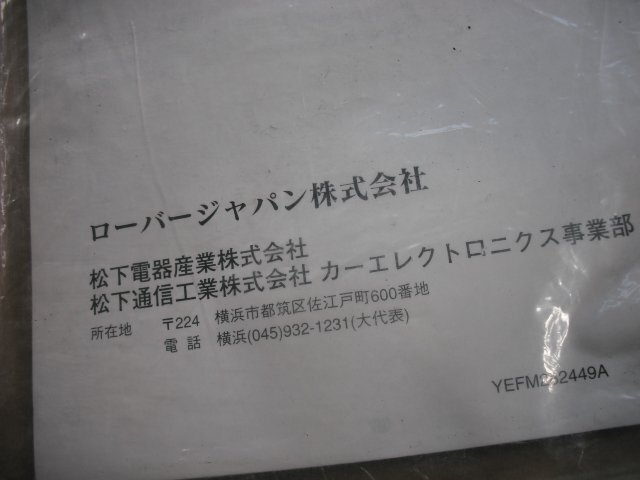 ローバージャパン株式会社
松下電器産業株式会社
松下通信工業株式会社 カーエレクトロニクス事業部
所在地 〒224 横浜市都筑区佐江戸町600番地
電話 横浜(045)932-1231(大代表)
YEFM262449A